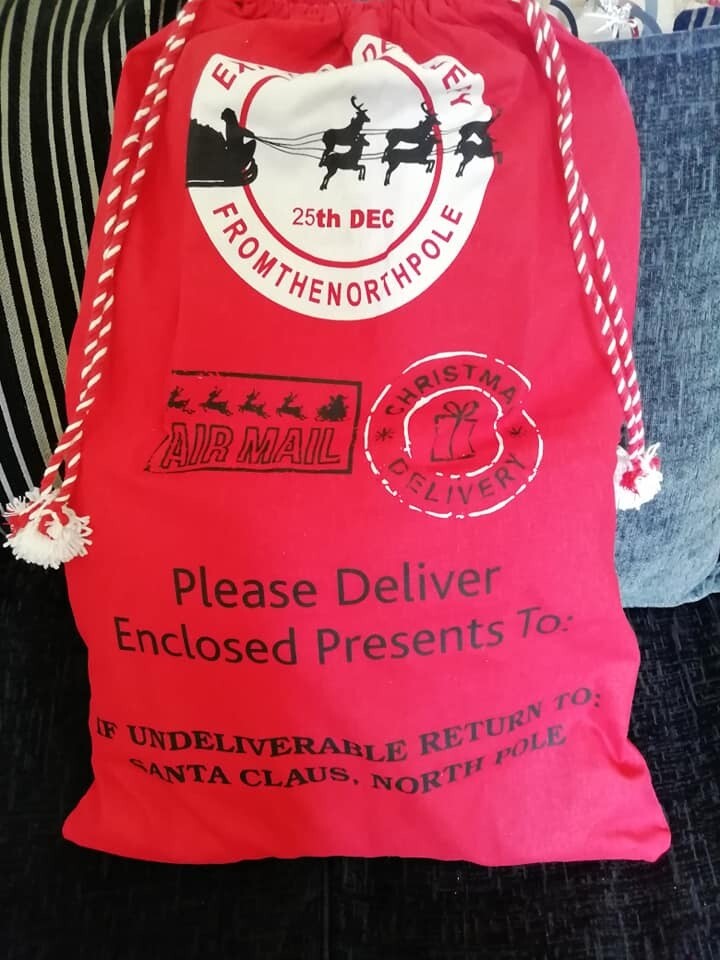 25th DEC
FROMTHENORTHPOLE
AIR MAIL
CHRISTMA
DELIVERY
Please Deliver
Enclosed Presents To:
IF UNDELIVERABLE RETURN TO:
SANTA CLAUS, NORTH POLE